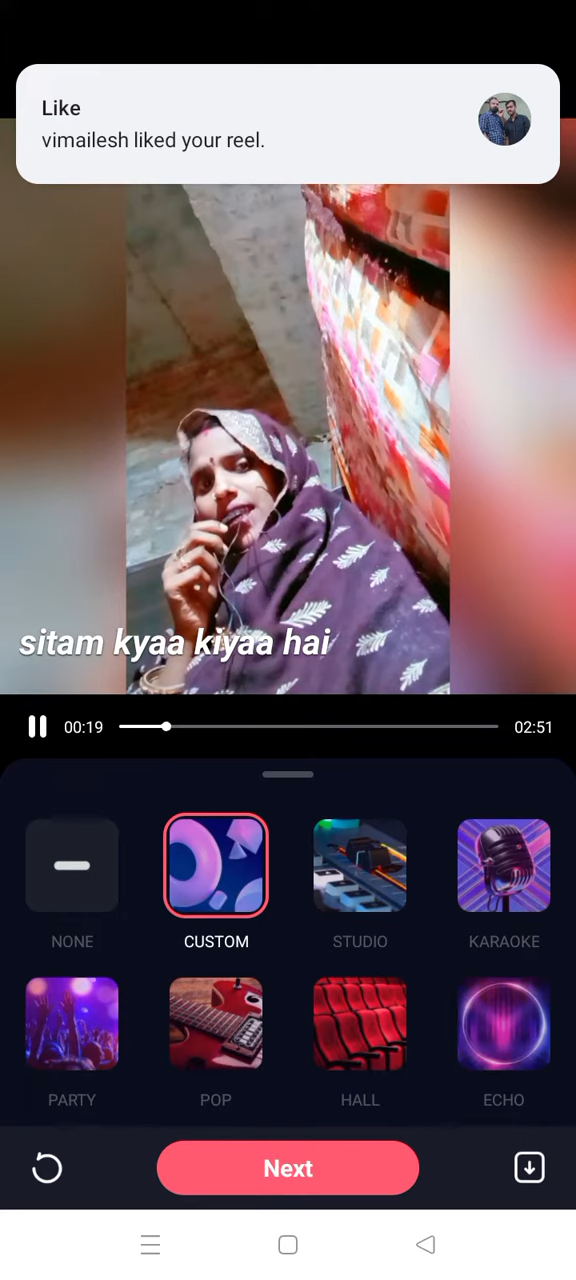 Like
vimailesh liked your reel.
sitam kyaa kiyaa hai
00:19
02:51
NONE
CUSTOM
STUDIO
KARAOKE
PARTY
POP
HALL
ECHO
Next